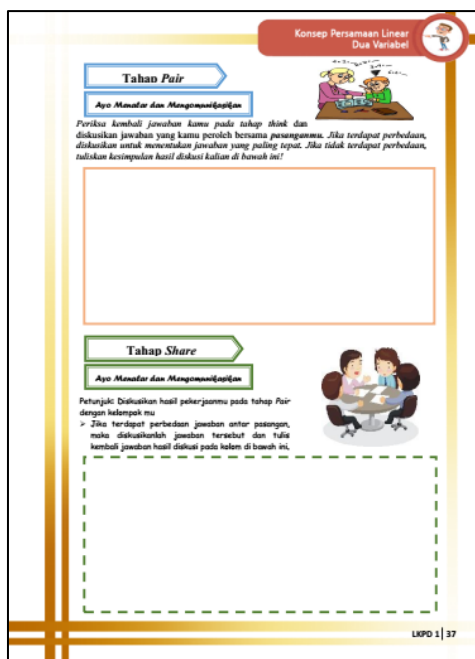 Konsep Persamaan Linear
Dua Variabel
Tahap Pair
Ayo Menalar dan Mengomunikasikan
Periksa kembali jawaban kamu pada tahap think dan
diskusikan jawaban yang kamu peroleh bersama pasanganmu. Jika terdapat perbedaan,
diskusikan untuk menentukan jawaban yang paling tepat. Jika tidak terdapat perbedaan,
tuliskan kesimpulan hasil diskusi kalian di bawah ini!
Tahap Share
Ayo Menalar dan Mengomunikasikan
Petunjuk: Diskusikan hasil pekerjaanmu pada tahap Pair
dengan kelompok mu
➢ Jika terdapat perbedaan jawaban antar pasangan,
maka diskusikanlah jawaban tersebut dan tulis
kembali jawaban hasil diskusi pada kolom di bawah ini.
LKPD 1 | 37